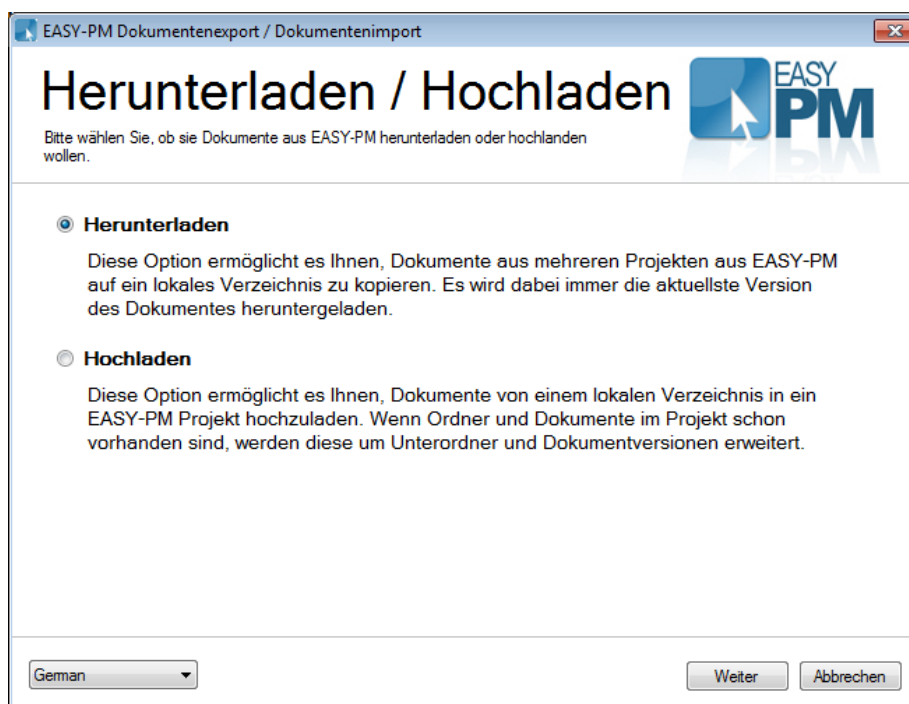 EASY-PM Dokumentenexport / Dokumentenimport
Herunterladen / Hochladen
EASY
PM
Bitte wählen Sie, ob sie Dokumente aus EASY-PM herunterladen oder hochlanden
wollen.
Herunterladen
Diese Option ermöglicht es Ihnen, Dokumente aus mehreren Projekten aus EASY-PM
auf ein lokales Verzeichnis zu kopieren. Es wird dabei immer die aktuellste Version
des Dokumentes heruntergeladen.
Hochladen
Diese Option ermöglicht es Ihnen, Dokumente von einem lokalen Verzeichnis in ein
EASY-PM Projekt hochzuladen. Wenn Ordner und Dokumente im Projekt schon
vorhanden sind, werden diese um Unterordner und Dokumentversionen erweitert.
German
Weiter
Abbrechen